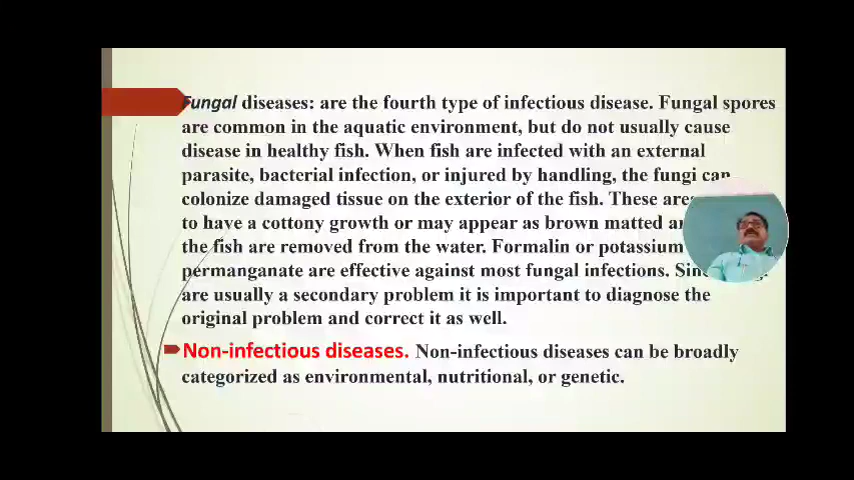 Fungal diseases: are the fourth type of infectious disease. Fungal spores
are common in the aquatic environment, but do not usually cause
disease in healthy fish. When fish are infected with an external
parasite, bacterial infection, or injured by handling, the fungi can
colonize damaged tissue on the exterior of the fish. These
to have a cottony growth or may appear as brown matted
the fish are removed from the water. Formalin or potassium
permanganate are effective against most fungal infections.
are usually a secondary problem it is important to diagnose the
original problem and correct it as well.
Non-infectious diseases. Non-infectious diseases can be broadly
categorized as environmental, nutritional, or genetic.